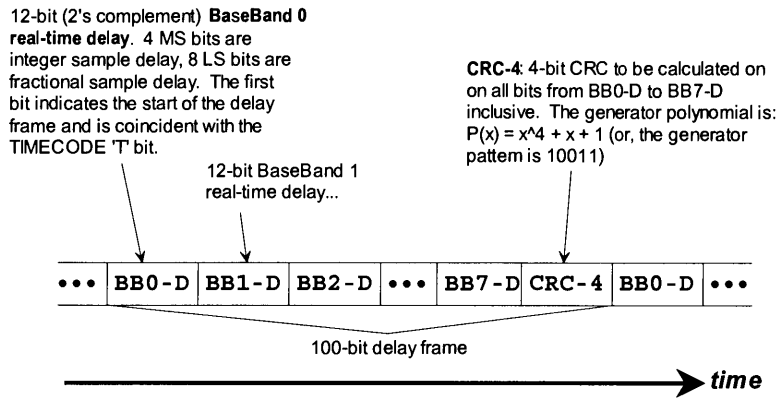 12-bit (2's complement) BaseBand 0
real-time delay. 4 MS bits are
integer sample delay, 8 LS bits are
fractional sample delay. The first
bit indicates the start of the delay
frame and is coincident with the
TIMECODE 'T' bit.
12-bit BaseBand 1
real-time delay...
CRC-4: 4-bit CRC to be calculated on
on all bits from BB0-D to BB7-D
inclusive. The generator polynomial is:
P(x) = x^4 + x + 1 (or, the generator
pattern is 10011)
••• BB0-D BB1-D BB2-D ••• BB7-D CRC-4 BB0-D •••
100-bit delay frame
time